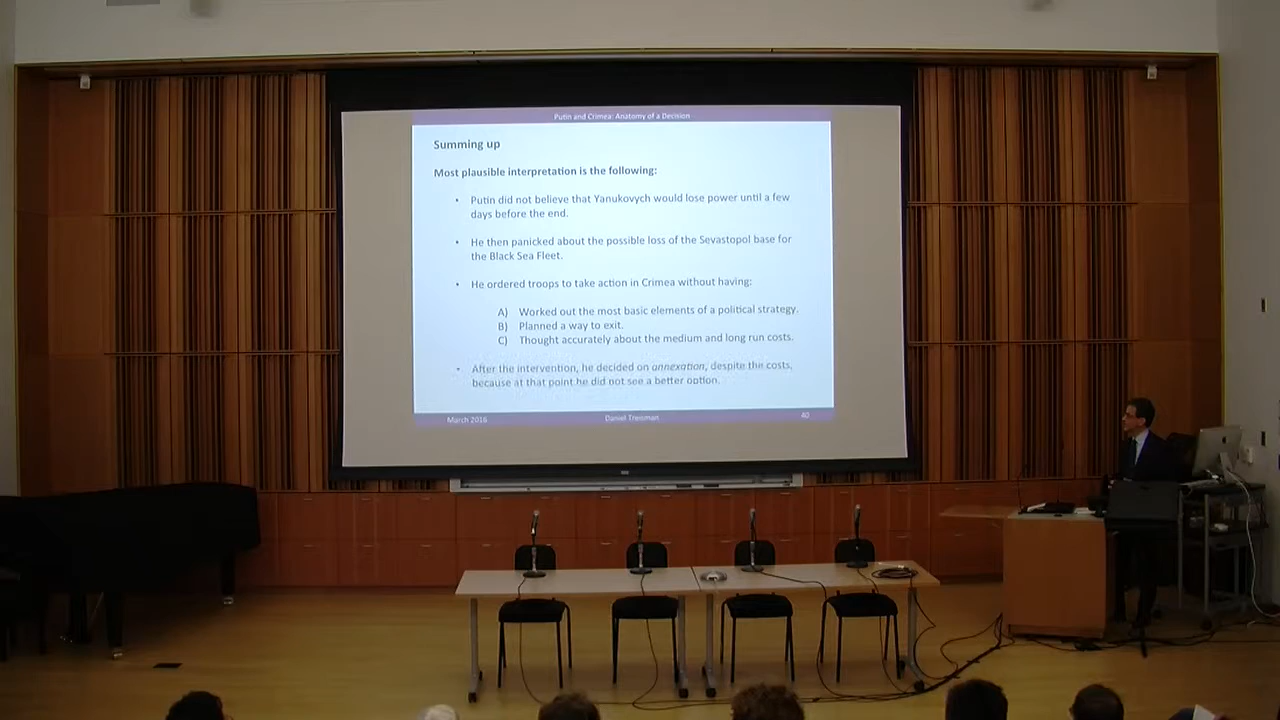 Putin and Crimea: Anatomy of a Decision
Summing up
Most plausible interpretation is the following:
• Putin did not believe that Yanukovych would lose power until a few
days before the end.
• He then panicked about the possible loss of the Sevastopol base for
the Black Sea Fleet.
• He ordered troops to take action in Crimea without having:
A) Worked out the most basic elements of a political strategy.
B) Planned a way to exit.
C) Thought accurately about the medium and long run costs.
• After the intervention, he decided on annexation, despite the costs,
because at that point he did not see a better option.
March 2016 Daniel Treisman 40